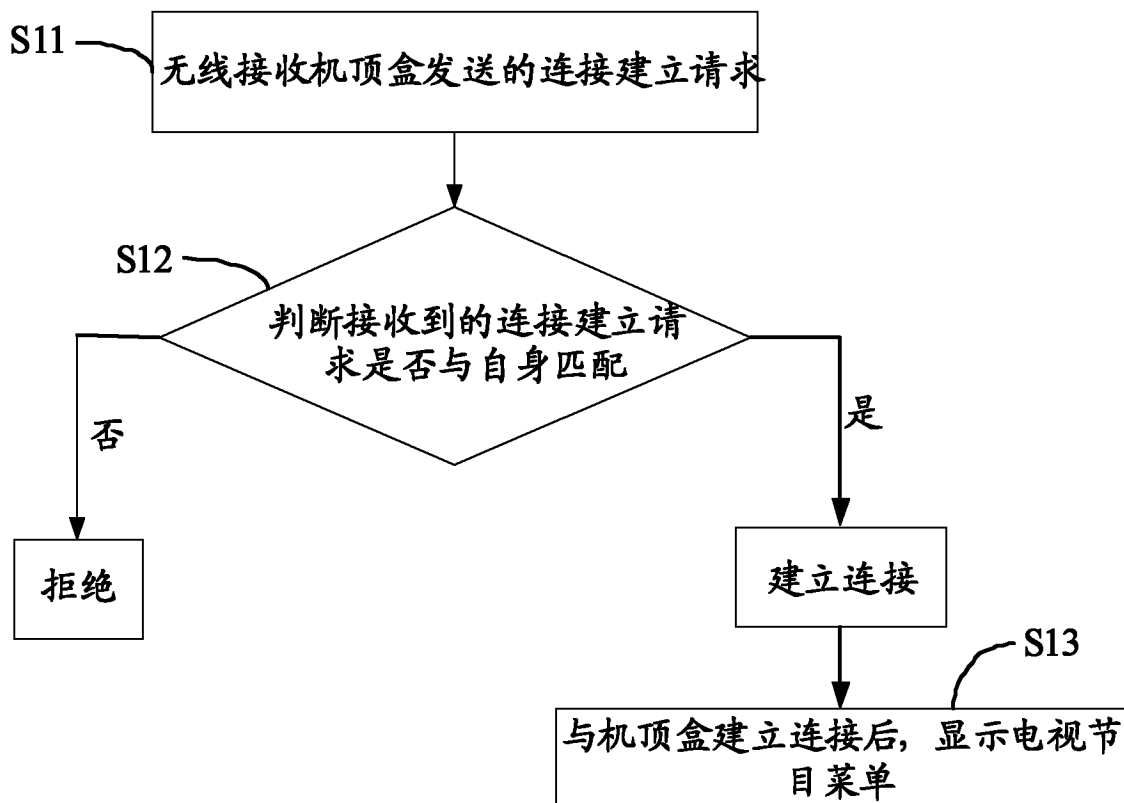 S11
无线接收机顶盒发送的连接建立请求
S12
判断接收到的连接建立请
求是否与自身匹配
否
是
拒绝
建立连接
S13
与机顶盒建立连接后，显示电视节
目菜单